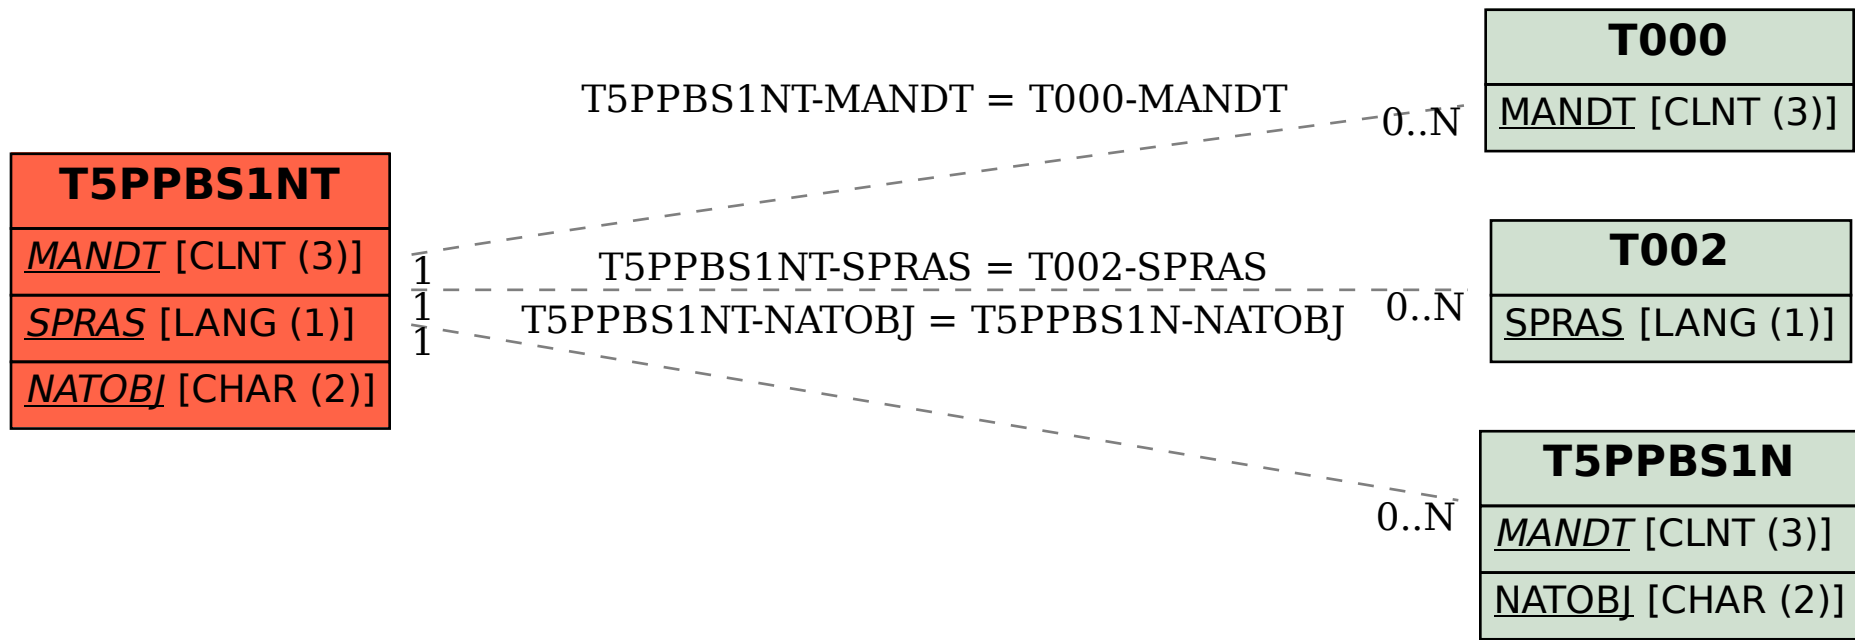 T5PPBS1NT
MANDT [CLNT (3)]
SPRAS [LANG (1)]
NATOBJ [CHAR (2)]
T5PPBS1NT-MANDT = T000-MANDT
0..N
1
T5PPBS1NT-SPRAS = T002-SPRAS
1
0..N
T5PPBS1NT-NATOBJ = T5PPBS1N-NATOBJ
1
0..N
T000
MANDT [CLNT (3)]
T002
SPRAS [LANG (1)]
T5PPBS1N
MANDT [CLNT (3)]
NATOBJ [CHAR (2)]